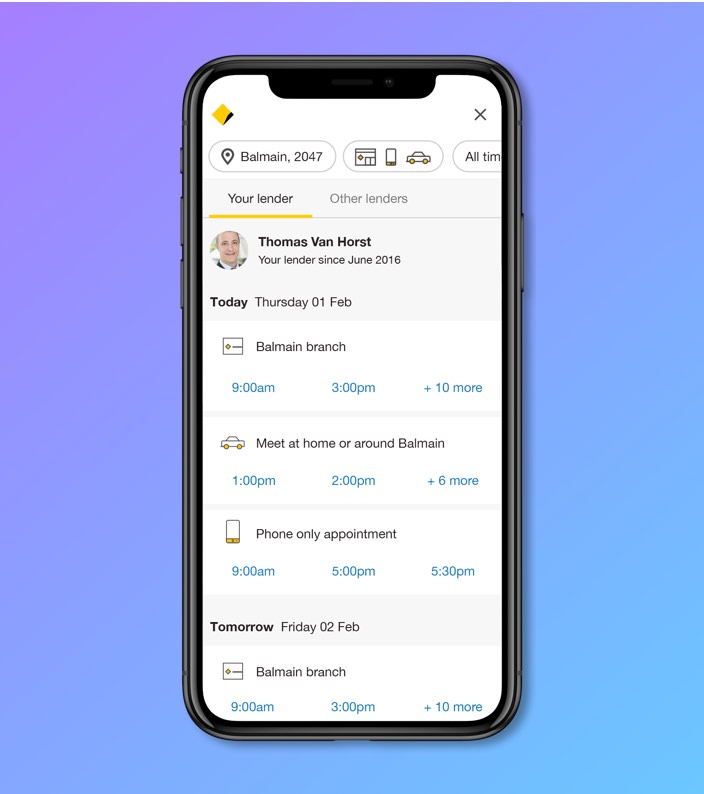 Balmain, 2047
All tim
Your lender Other lenders
Thomas Van Horst
Your lender since June 2016
Today Thursday 01 Feb
Balmain branch
9:00am 3:00pm + 10 more
Meet at home or around Balmain
1:00pm 2:00pm + 6 more
Phone only appointment
9:00am 5:00pm 5:30pm
Tomorrow Friday 02 Feb
Balmain branch
9:00am 3:00pm + 10 more